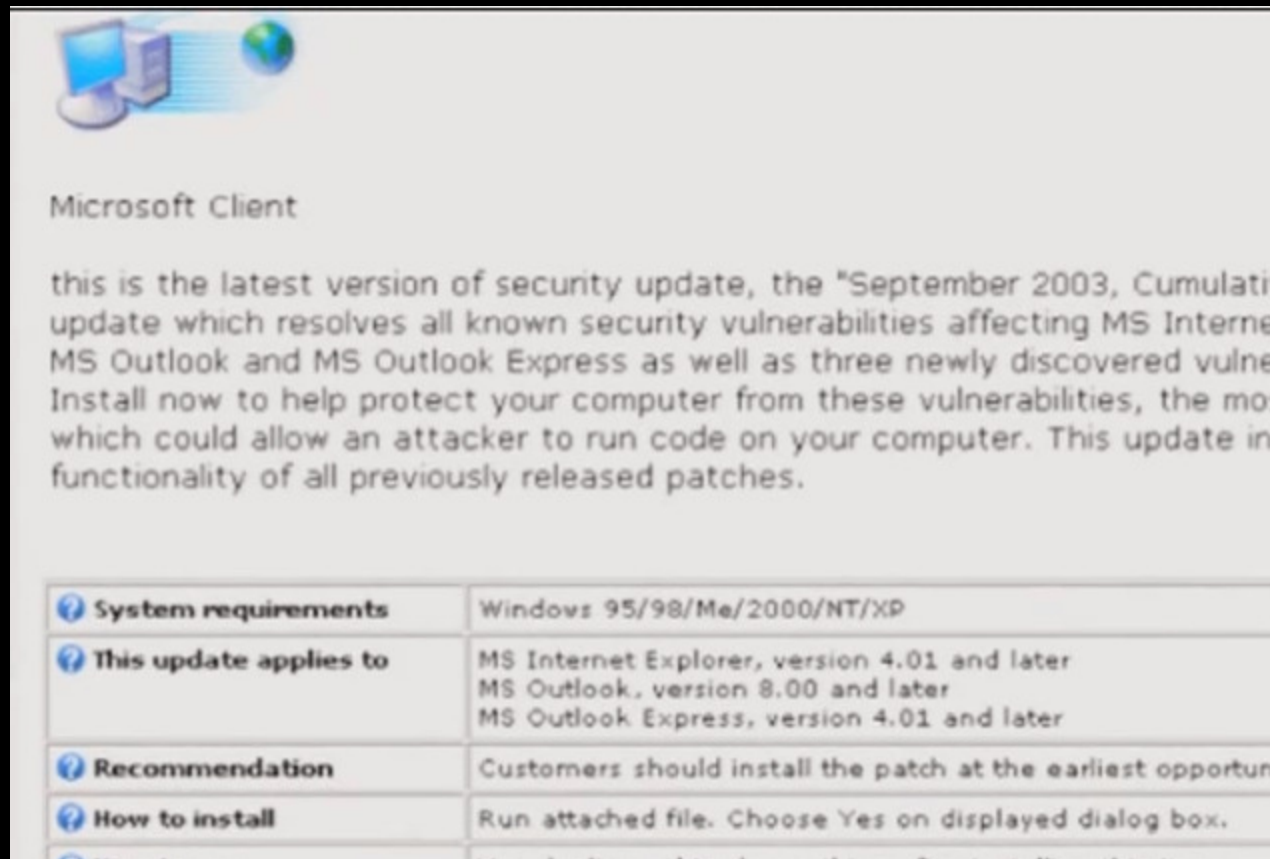 Microsoft Client
this is the latest version of security update, the "September 2003, Cumulati
update which resolves all known security vulnerabilities affecting MS Interne
MS Outlook and MS Outlook Express as well as three newly discovered vulne
Install now to help protect your computer from these vulnerabilities, the mo
which could allow an attacker to run code on your computer. This update in
functionality of all previously released patches.
System requirements Windows 95/98/Me/2000/NT/XP
This update applies to MS Internet Explorer, version 4.01 and later
MS Outlook, version 8.00 and later
MS Outlook Express, version 4.01 and later
Recommendation Customers should install the patch at the earliest opportun
How to install Run attached file. Choose Yes on displayed dialog box.